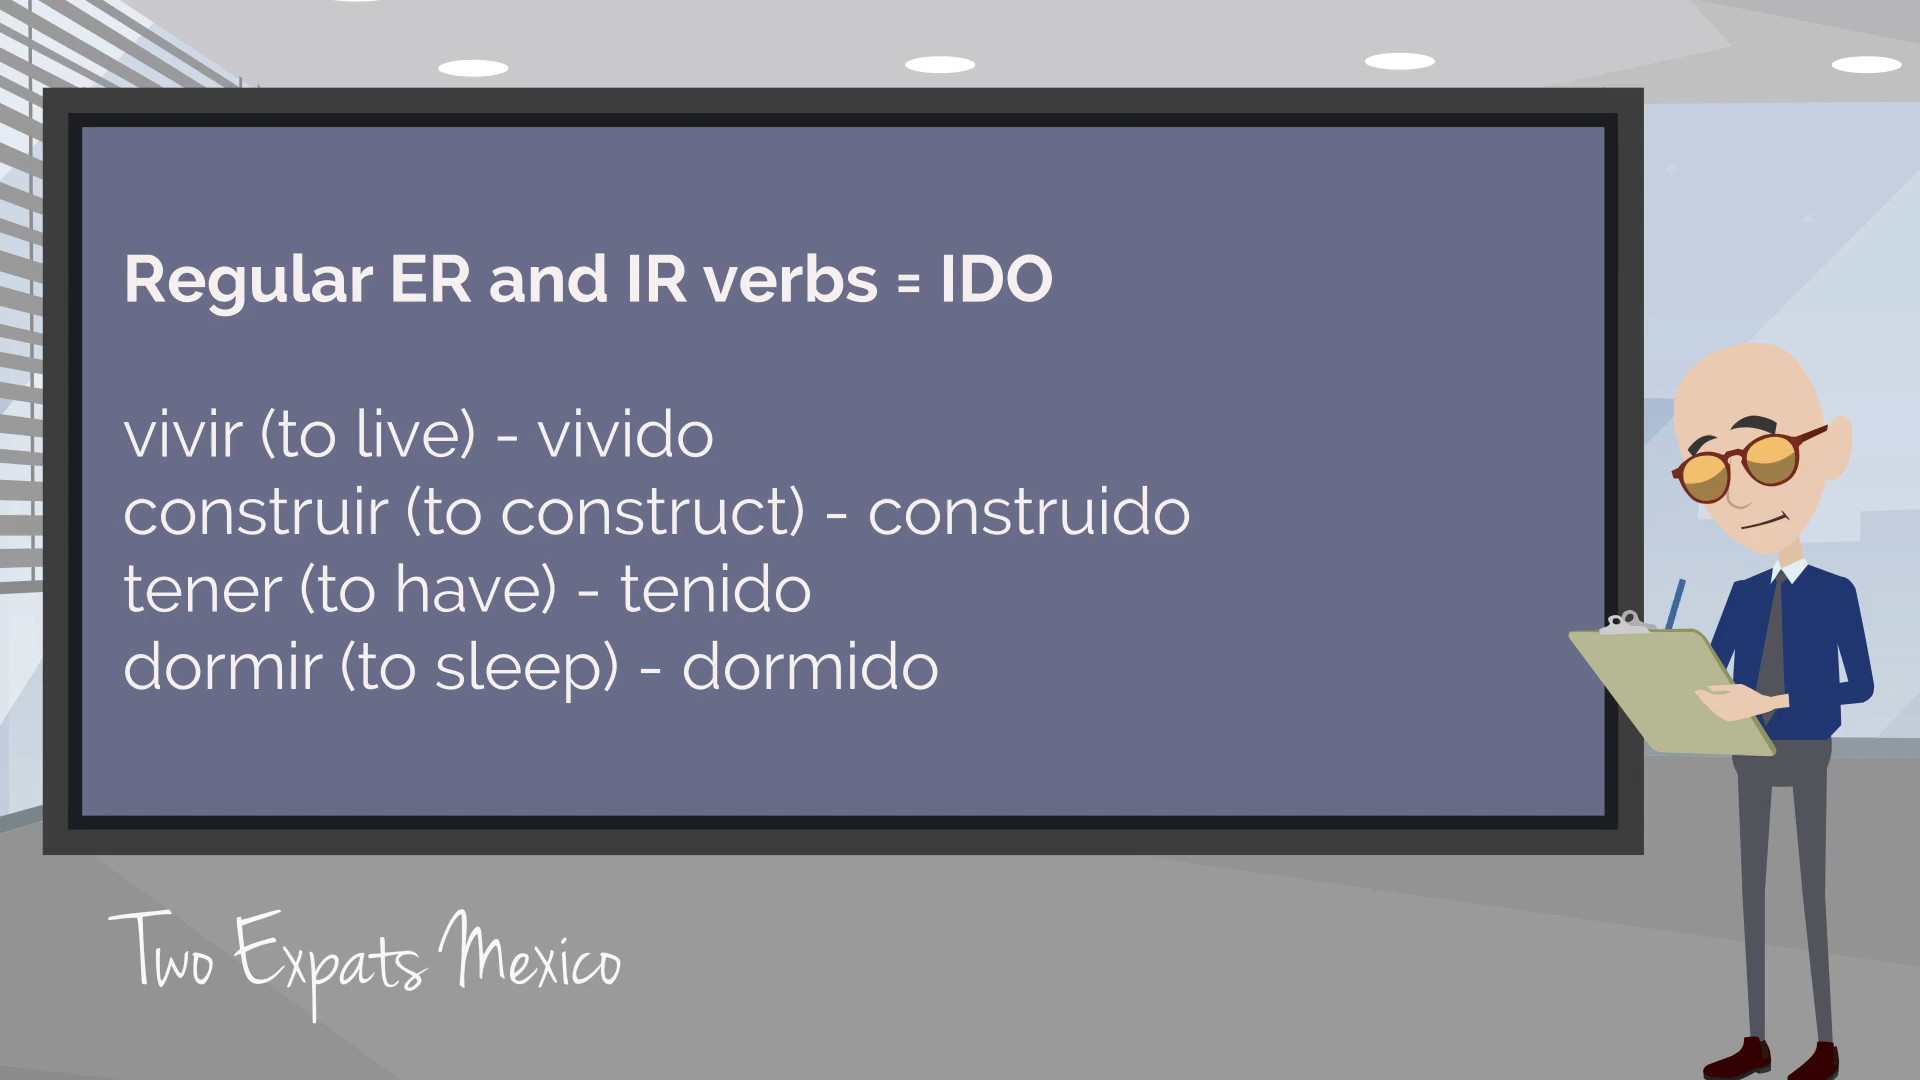 Regular ER and IR verbs = IDO
vivir (to live) - vivido
construir (to construct) - construido
tener (to have) - tenido
dormir (to sleep) - dormido
Two Expats Mexico